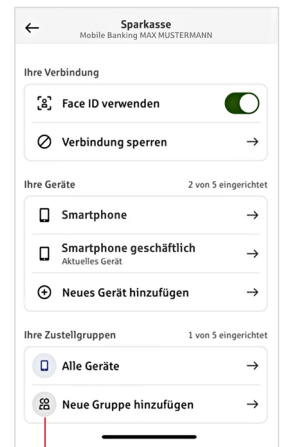 Sparkasse
Mobile Banking MAX MUSTERMANN
Ihre Verbindung
Face ID verwenden
Verbindung sperren
Ihre Geräte 2 von 5 eingerichtet
Smartphone
Smartphone geschäftlich
Aktuelles Gerät
Neues Gerät hinzufügen
Ihre Zustellgruppen 1 von 5 eingerichtet
Alle Geräte
Neue Gruppe hinzufügen